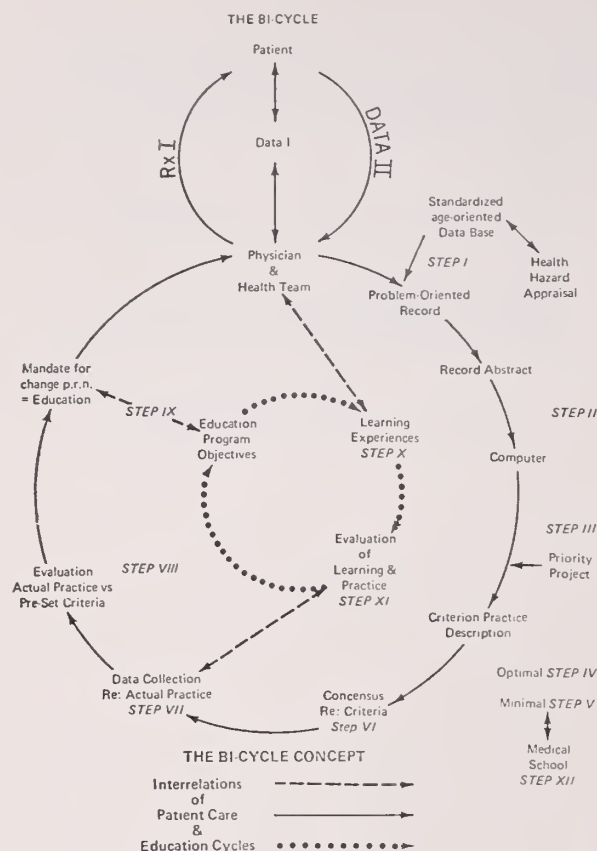 THE BI-CYCLE
Patient
Rx I
Data I
DATA II
Physician
&
Health Team
Standardized
age-oriented
Data Base
STEP I
Health
Hazard
Appraisal
Problem-Oriented
Record
Record Abstract
STEP II
Computer
STEP III
Priority
Project
Criterion Practice
Description
Optimal STEP IV
Minimal STEP V
Medical
School
STEP XII
Concensus
Re: Criteria
Step VI
Data Collection
Re: Actual Practice
STEP VII
Evaluation
Actual Practice vs
Pre-Set Criteria
STEP VIII
Mandate for
change p.r.n.
= Education
STEP IX
Education
Program
Objectives
Learning
Experiences
STEP X
Evaluation
of
Learning &
Practice
STEP XI
THE BI-CYCLE CONCEPT
Interrelations
of
Patient Care
&
Education Cycles